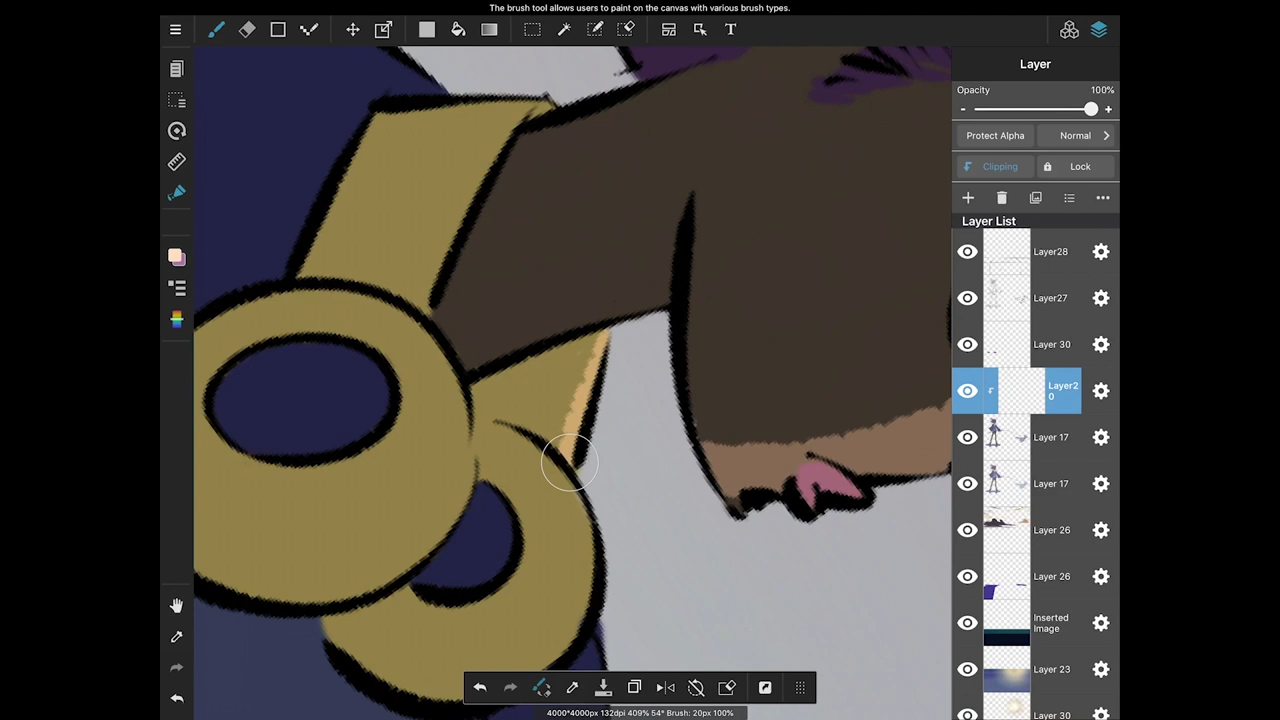 The brush tool allows users to paint on the canvas with various brush types.
T
Layer
Opacity 100%
- +
Protect Alpha Normal
Clipping Lock
Layer List
Layer28
Layer27
Layer 30
Layer2
0
Layer 17
Layer 17
Layer 26
Layer 26
Inserted
Image
Layer 23
Layer 30
4000*4000px 132dpi 409% 54° Brush: 20px 100%